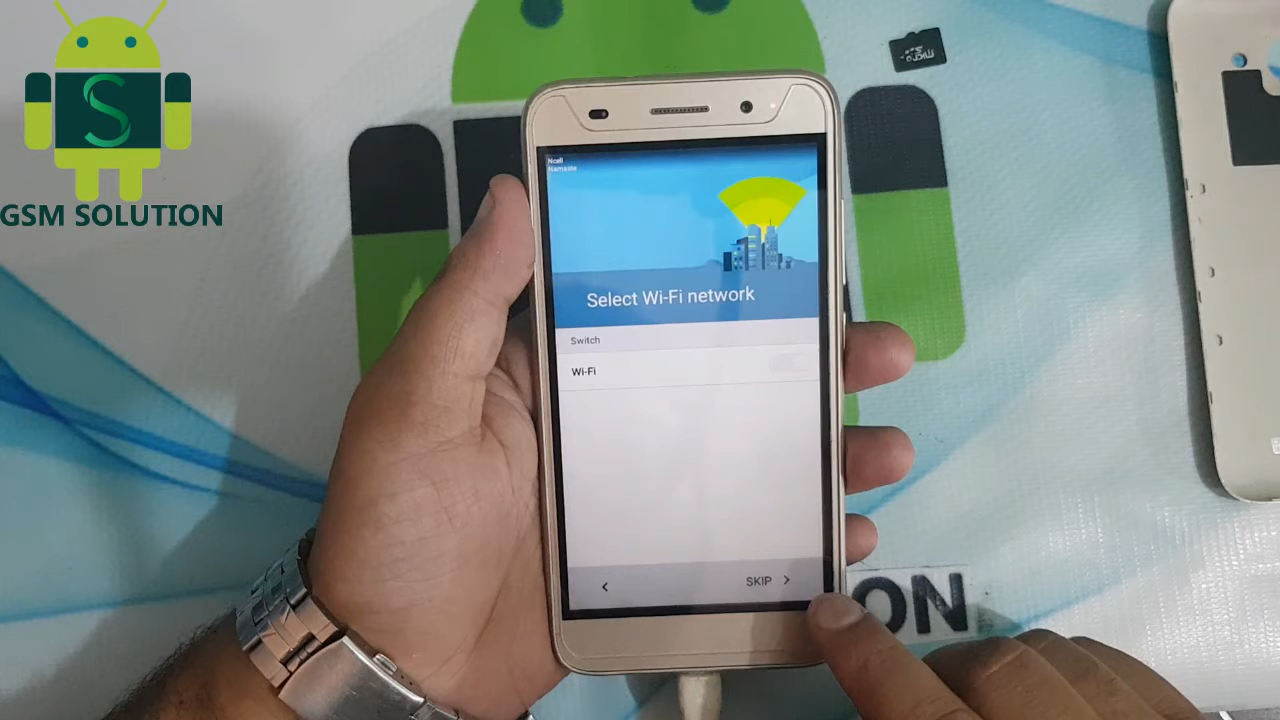 S
GSM SOLUTION
Ncell
Namaste
Select Wi-Fi network
Switch
Wi-Fi
SKIP
ON